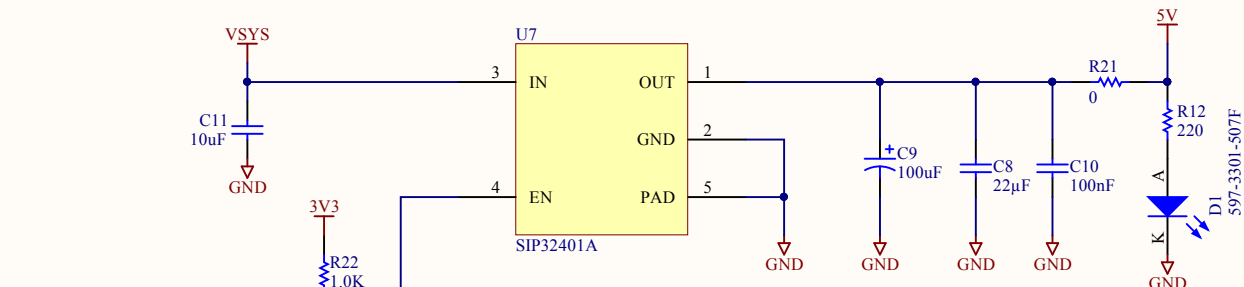 VSYS
C11
10uF
GND
3V3
R22
1.0K
U7
3
IN
4
EN
OUT
1
GND
2
PAD
5
SIP32401A
GND
C9
100uF
GND
C8
22µF
GND
C10
100nF
GND
R21
0
5V
R12
220
A
K
D1
597-3301-507F
GND